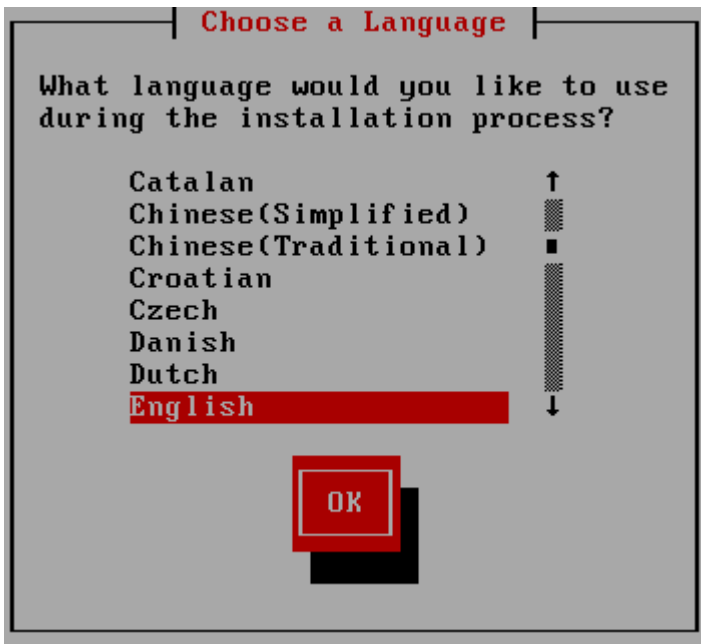 Choose a Language
What language would you like to use
during the installation process?
Catalan
Chinese(Simplified)
Chinese(Traditional)
Croatian
Czech
Danish
Dutch
English
OK